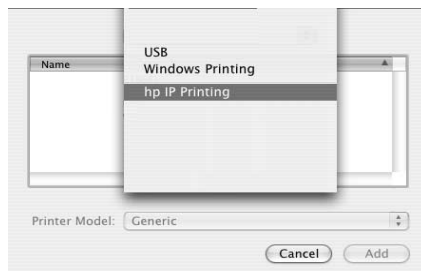 USB
Windows Printing
Name
hp IP Printing
Printer Model: Generic
Cancel Add